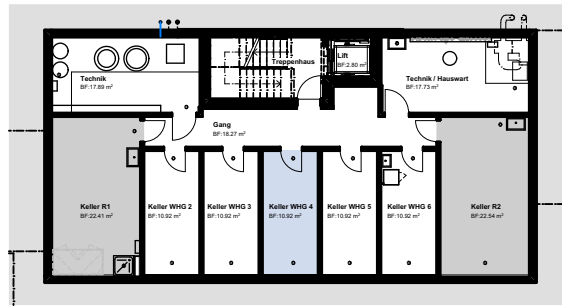 Lift
BF:2.80 m²
Treppenhaus
Technik
BF:17.89 m²
Technik / Hauswart
BF:17.73 m²
Gang
BF:18.27 m²
Keller R1
BF:22.41 m²
Keller WHG 2
BF:10.92 m²
Keller WHG 3
BF:10.92 m²
Keller WHG 4
BF:10.92 m²
Keller WHG 5
BF:10.92 m²
Keller WHG 6
BF:10.92 m²
Keller R2
BF:22.54 m²